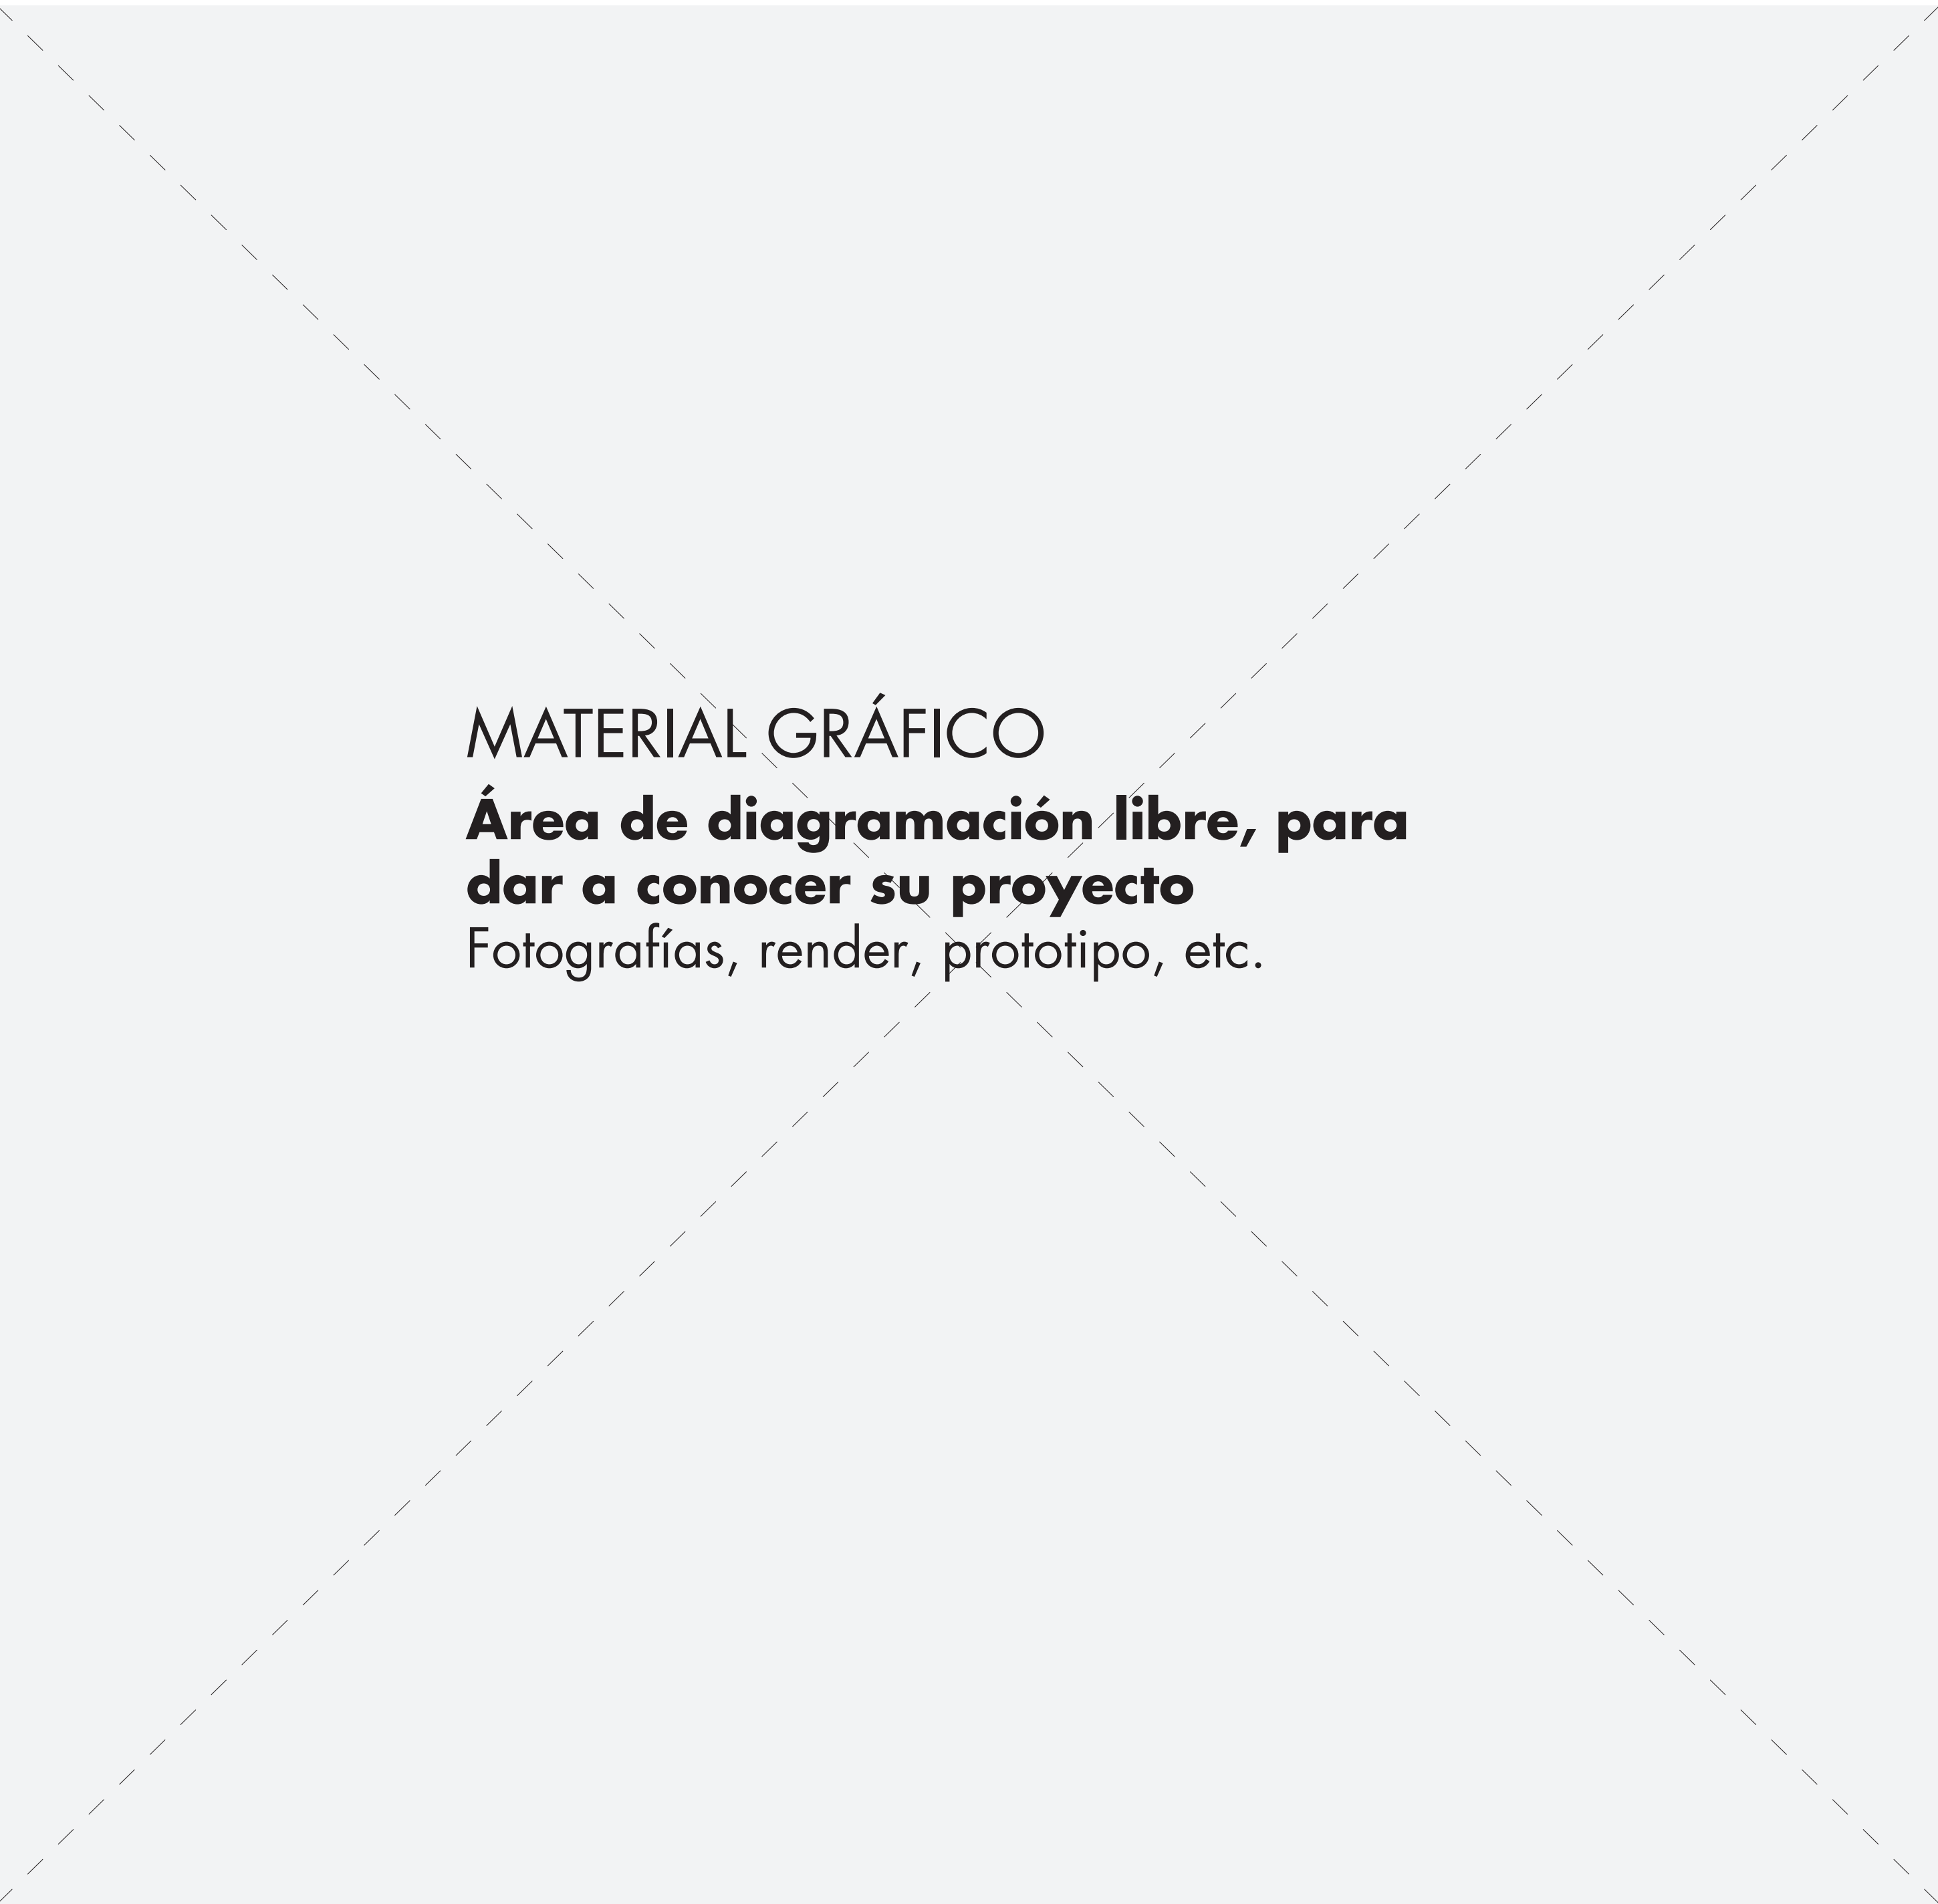 MATERIAL GRÁFICO
Área de diagramación libre, para
dar a conocer su proyecto
Fotografías, render, prototipo, etc.